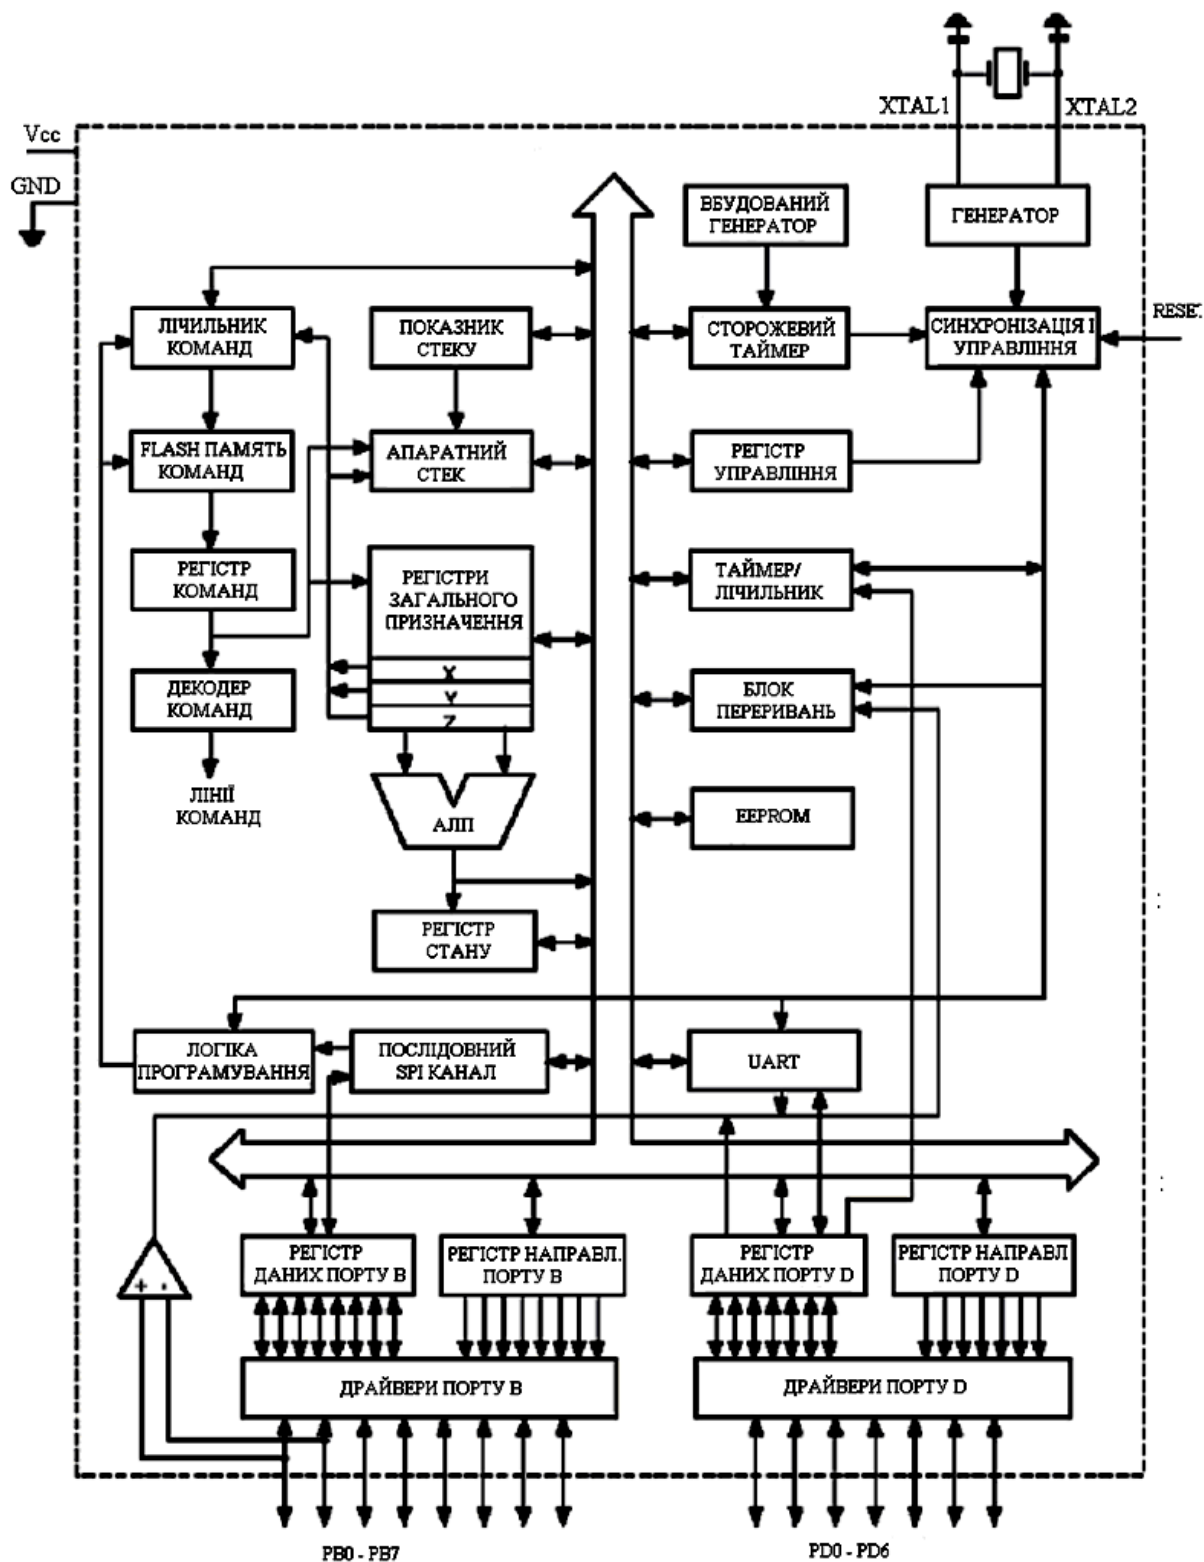 XTAL1
XTAL2
Vcc
GND
ВБУДОВАНИЙ
ГЕНЕРАТОР
ГЕНЕРАТОР
ЛІЧИЛЬНИК
КОМАНД
ПОКАЗНИК
СТЕКУ
СТОРОЖЕВИЙ
ТАЙМЕР
СИНХРОНІЗАЦІЯ І
УПРАВЛІННЯ
RESE
FLASH ПАМЯТЬ
КОМАНД
АПАРАТНИЙ
СТЕК
РЕГІСТР
УПРАВЛІННЯ
РЕГІСТР
КОМАНД
РЕГІСТРИ
ЗАГАЛЬНОГО
ПРИЗНАЧЕННЯ
X
Y
Z
ТАЙМЕР/
ЛІЧИЛЬНИК
ДЕКОДЕР
КОМАНД
БЛОК
ПЕРЕРИВАНЬ
ЛІНІЇ
КОМАНД
АЛП
EEPROM
РЕГІСТР
СТАНУ
ЛОГІКА
ПРОГРАМУВАННЯ
ПОСЛІДОВНИЙ
SPI КАНАЛ
UART
+ -
РЕГІСТР
ДАНИХ ПОРТУ В
РЕГІСТР НАПРАВЛ.
ПОРТУ В
РЕГІСТР
ДАНИХ ПОРТУ D
РЕГІСТР НАПРАВЛ
ПОРТУ D
ДРАЙВЕРИ ПОРТУ В
ДРАЙВЕРИ ПОРТУ D
PB0 - PB7
PD0 - PD6